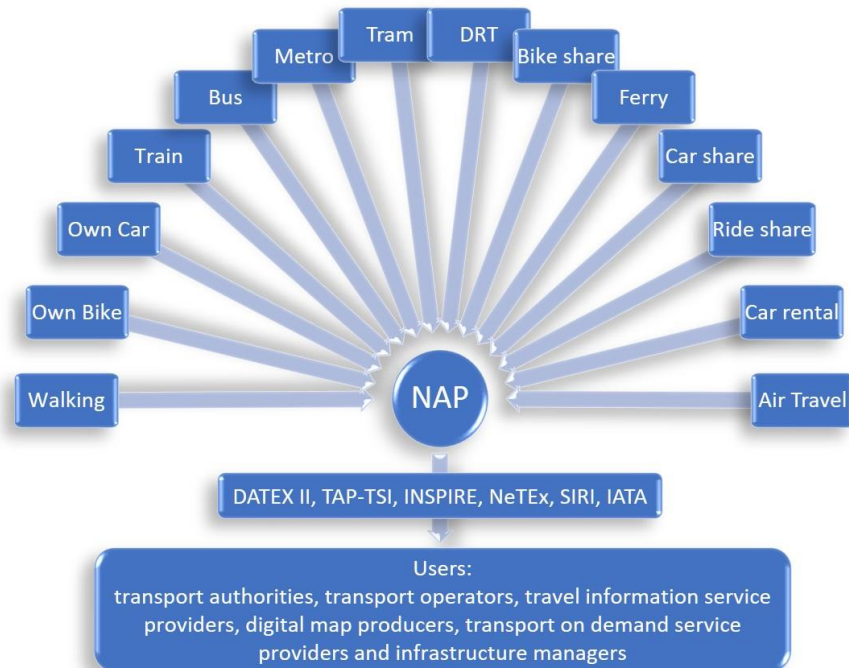 Tram
DRT
Metro
Bike share
Bus
Ferry
Train
Car share
Own Car
Ride share
Own Bike
Car rental
Walking
NAP
Air Travel
DATEX II, TAP-TSI, INSPIRE, NeTEx, SIRI, IATA
Users:
transport authorities, transport operators, travel information service
providers, digital map producers, transport on demand service
providers and infrastructure managers